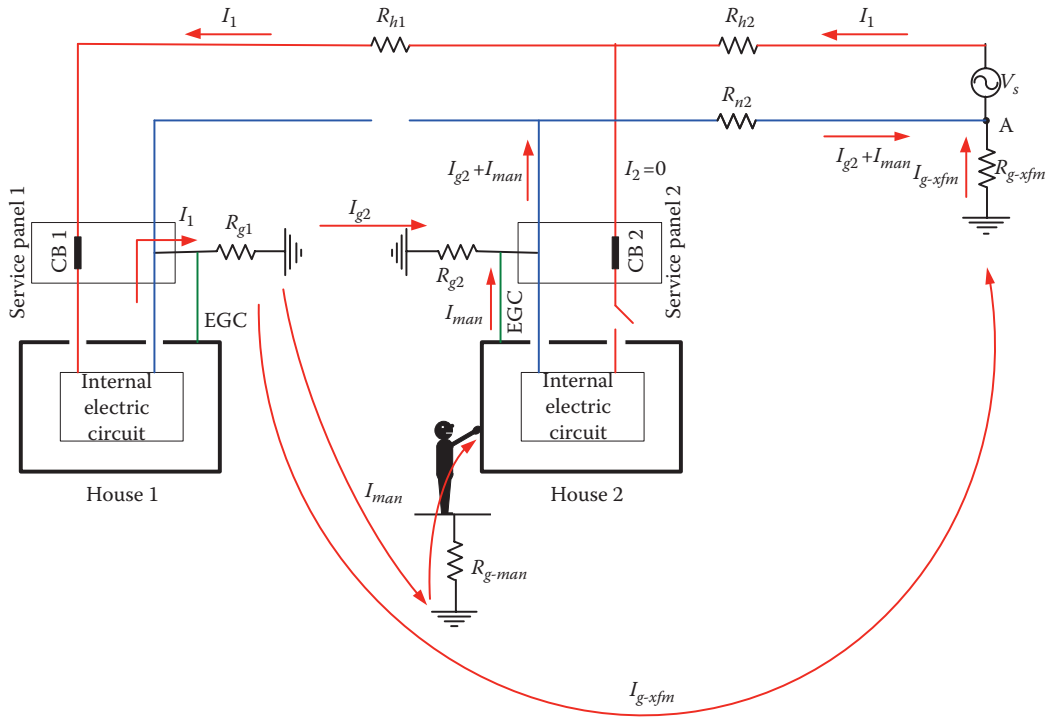 I1
Rh1
Rh2
I1
Vs
Rn2
A
Ig2 + Iman
Ig-xfm
Rg-xfm
Ig2 + Iman
I2 = 0
Service panel 1
CB 1
I1
Rg1
Ig2
Rg2
CB 2
Service panel 2
EGC
Iman
EGC
Internal
electric
circuit
Internal
electric
circuit
House 1
Iman
House 2
Rg-man
Ig-xfm